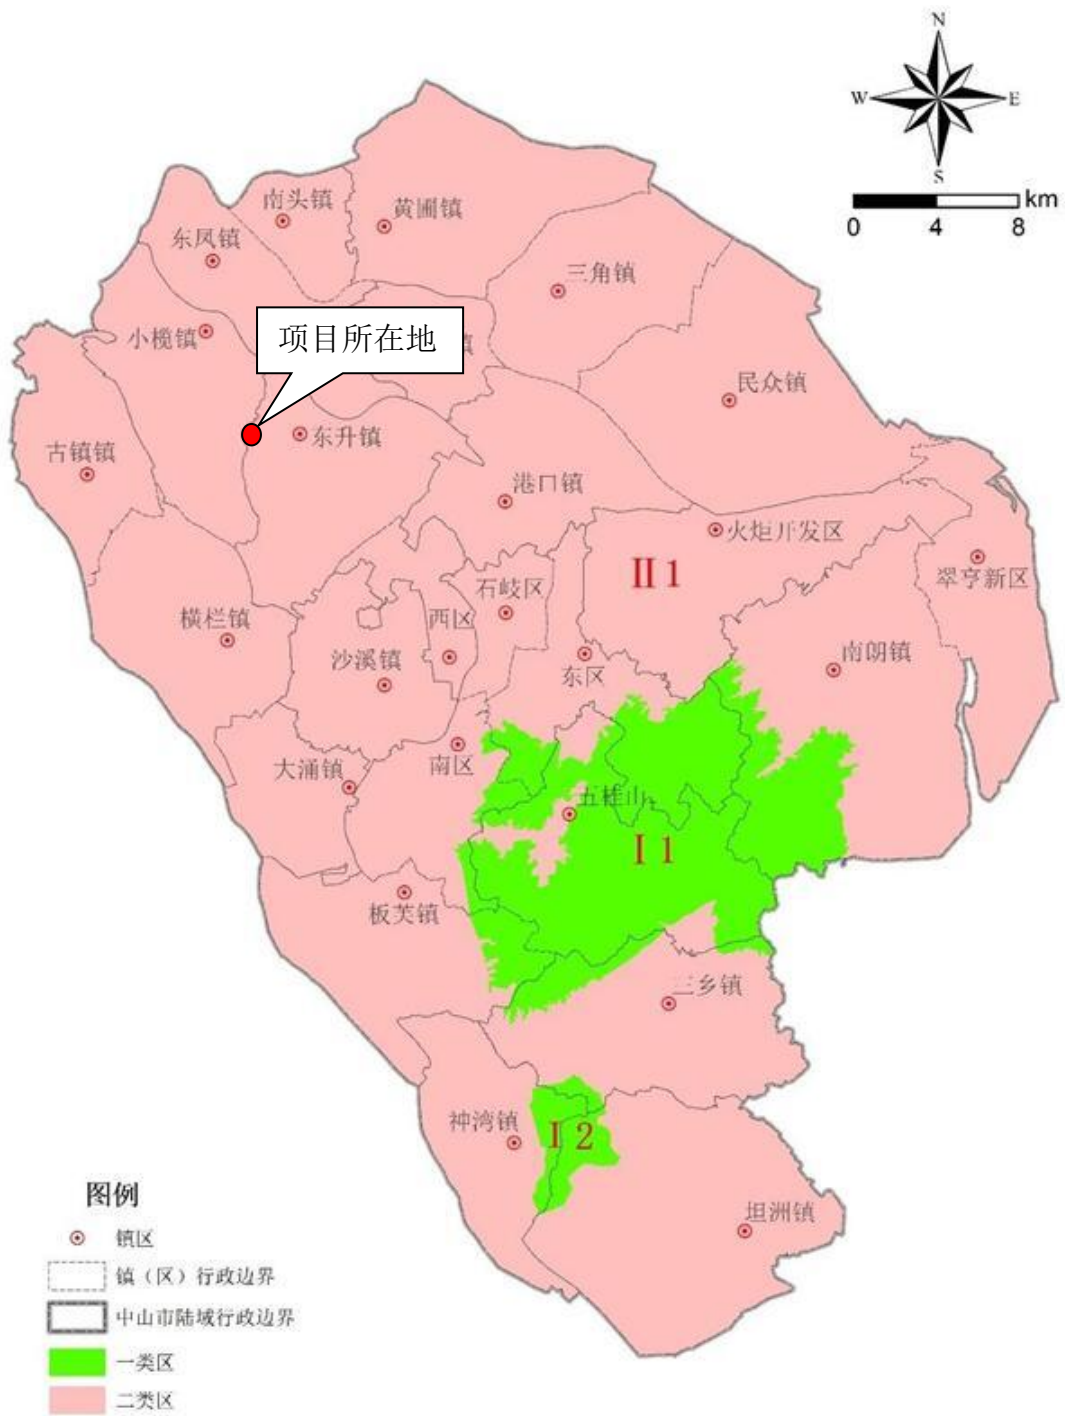 N
W
E
S
km
0
4
8
南头镇
黄圃镇
东凤镇
三角镇
小榄镇
项目所在地
镇
民众镇
古镇镇
东升镇
港口镇
火炬开发区
II 1
翠亨新区
石岐区
横栏镇
西区
沙溪镇
东区
南朗镇
南区
大涌镇
五桂山
I 1
板芙镇
三乡镇
神湾镇
I 2
坦洲镇
图例
镇区
镇（区）行政边界
中山市陆域行政边界
一类区
二类区